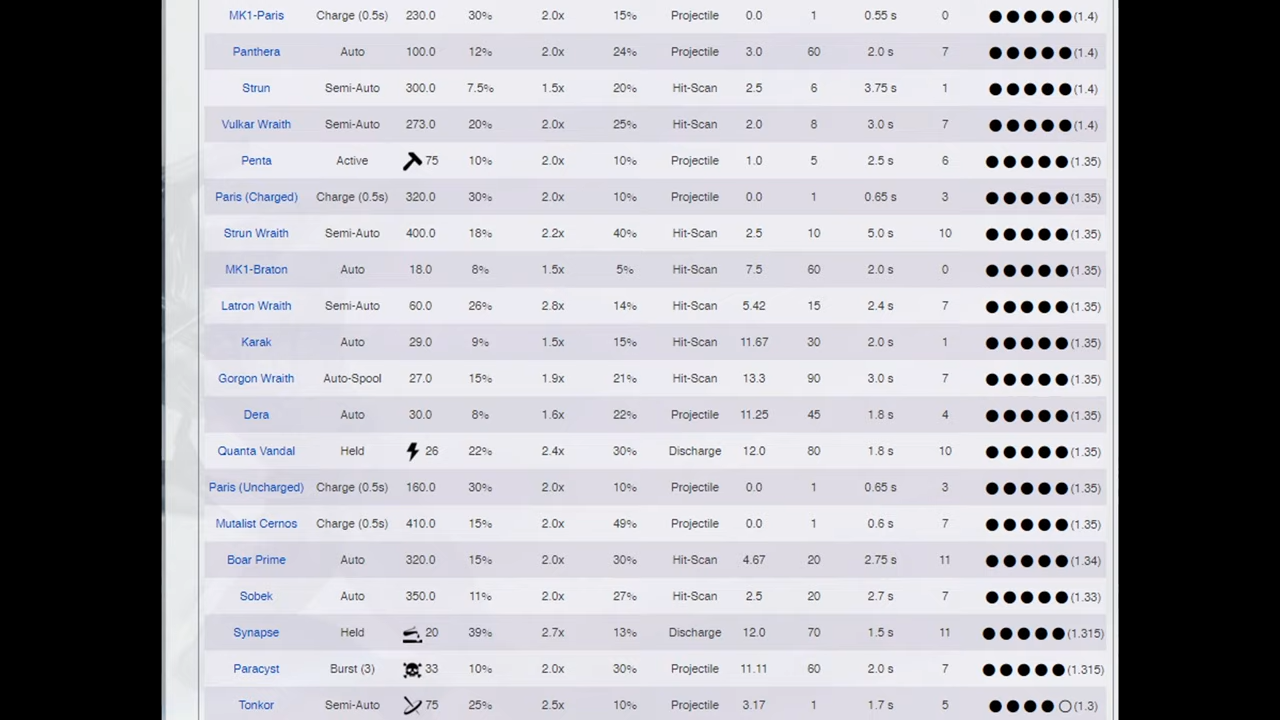 MK1-Paris Charge (0.5s) 230.0 30% 2.0x 15% Projectile 0.0 1 0.55 s 0 (1.4)
Panthera Auto 100.0 12% 2.0x 24% Projectile 3.0 60 2.0 s 7 (1.4)
Strun Semi-Auto 300.0 7.5% 1.5x 20% Hit-Scan 2.5 6 3.75 s 1 (1.4)
Vulkar Wraith Semi-Auto 273.0 20% 2.0x 25% Hit-Scan 2.0 8 3.0 s 7 (1.4)
Penta Active 75 10% 2.0x 10% Projectile 1.0 5 2.5 s 6 (1.35)
Paris (Charged) Charge (0.5s) 320.0 30% 2.0x 10% Projectile 0.0 1 0.65 s 3 (1.35)
Strun Wraith Semi-Auto 400.0 18% 2.2x 40% Hit-Scan 2.5 10 5.0 s 10 (1.35)
MK1-Braton Auto 18.0 8% 1.5x 5% Hit-Scan 7.5 60 2.0 s 0 (1.35)
Latron Wraith Semi-Auto 60.0 26% 2.8x 14% Hit-Scan 5.42 15 2.4 s 7 (1.35)
Karak Auto 29.0 9% 1.5x 15% Hit-Scan 11.67 30 2.0 s 1 (1.35)
Gorgon Wraith Auto-Spool 27.0 15% 1.9x 21% Hit-Scan 13.3 90 3.0 s 7 (1.35)
Dera Auto 30.0 8% 1.6x 22% Projectile 11.25 45 1.8 s 4 (1.35)
Quanta Vandal Held 26 22% 2.4x 30% Discharge 12.0 80 1.8 s 10 (1.35)
Paris (Uncharged) Charge (0.5s) 160.0 30% 2.0x 10% Projectile 0.0 1 0.65 s 3 (1.35)
Mutalist Cernos Charge (0.5s) 410.0 15% 2.0x 49% Projectile 0.0 1 0.6 s 7 (1.35)
Boar Prime Auto 320.0 15% 2.0x 30% Hit-Scan 4.67 20 2.75 s 11 (1.34)
Sobek Auto 350.0 11% 2.0x 27% Hit-Scan 2.5 20 2.7 s 7 (1.33)
Synapse Held 20 39% 2.7x 13% Discharge 12.0 70 1.5 s 11 (1.315)
Paracyst Burst (3) 33 10% 2.0x 30% Projectile 11.11 60 2.0 s 7 (1.315)
Tonkor Semi-Auto 75 25% 2.5x 10% Projectile 3.17 1 1.7 s 5 (1.3)